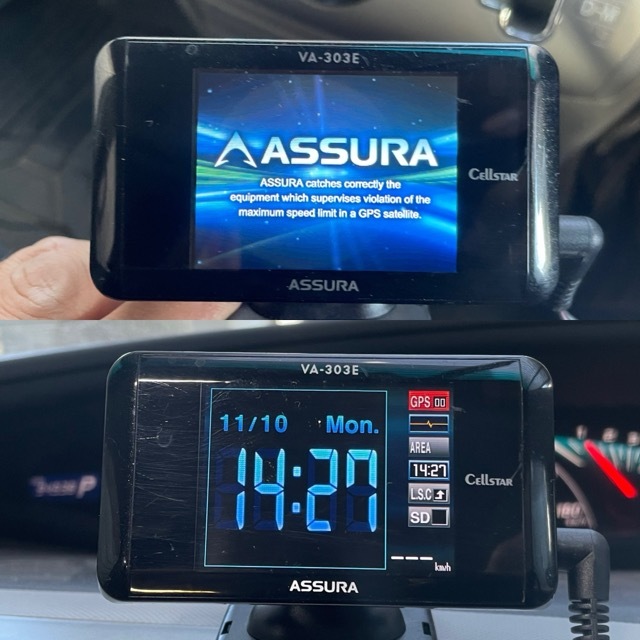 VA-303E
ASSURA
ASSURA catches correctly the
equipment which supervises violation of the
maximum speed limit in a GPS satellite.
CELLSTAR
ASSURA
VA-303E
11/10 Mon.
14:27
GPS 00
AREA
14:27
L.S.C
SD
--- km/h
CELLSTAR
ASSURA
P